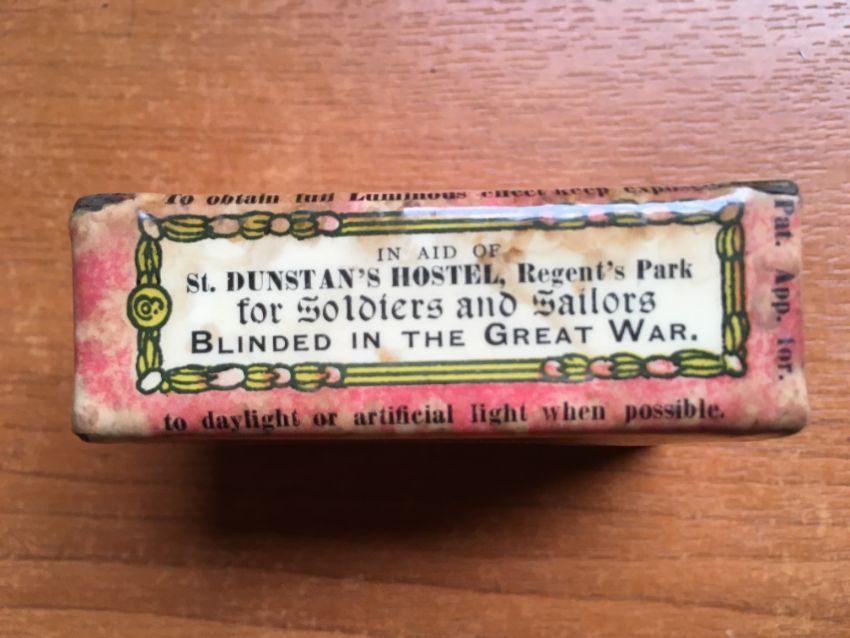 To obtain full Luminous effect keep exposed
IN AID OF
St. DUNSTAN'S HOSTEL, Regent's Park
for Soldiers and Sailors
BLINDED IN THE GREAT WAR.
to daylight or artificial light when possible.
Pat. App. for.